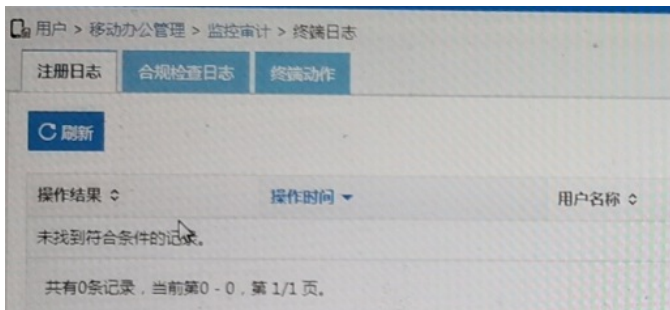 用户 > 移动办公管理 > 监控审计 > 终端日志
注册日志 合规检查日志 终端动作
刷新
操作结果 操作时间 用户名称
未找到符合条件的记录。
共有0条记录，当前第0 - 0，第 1/1 页。